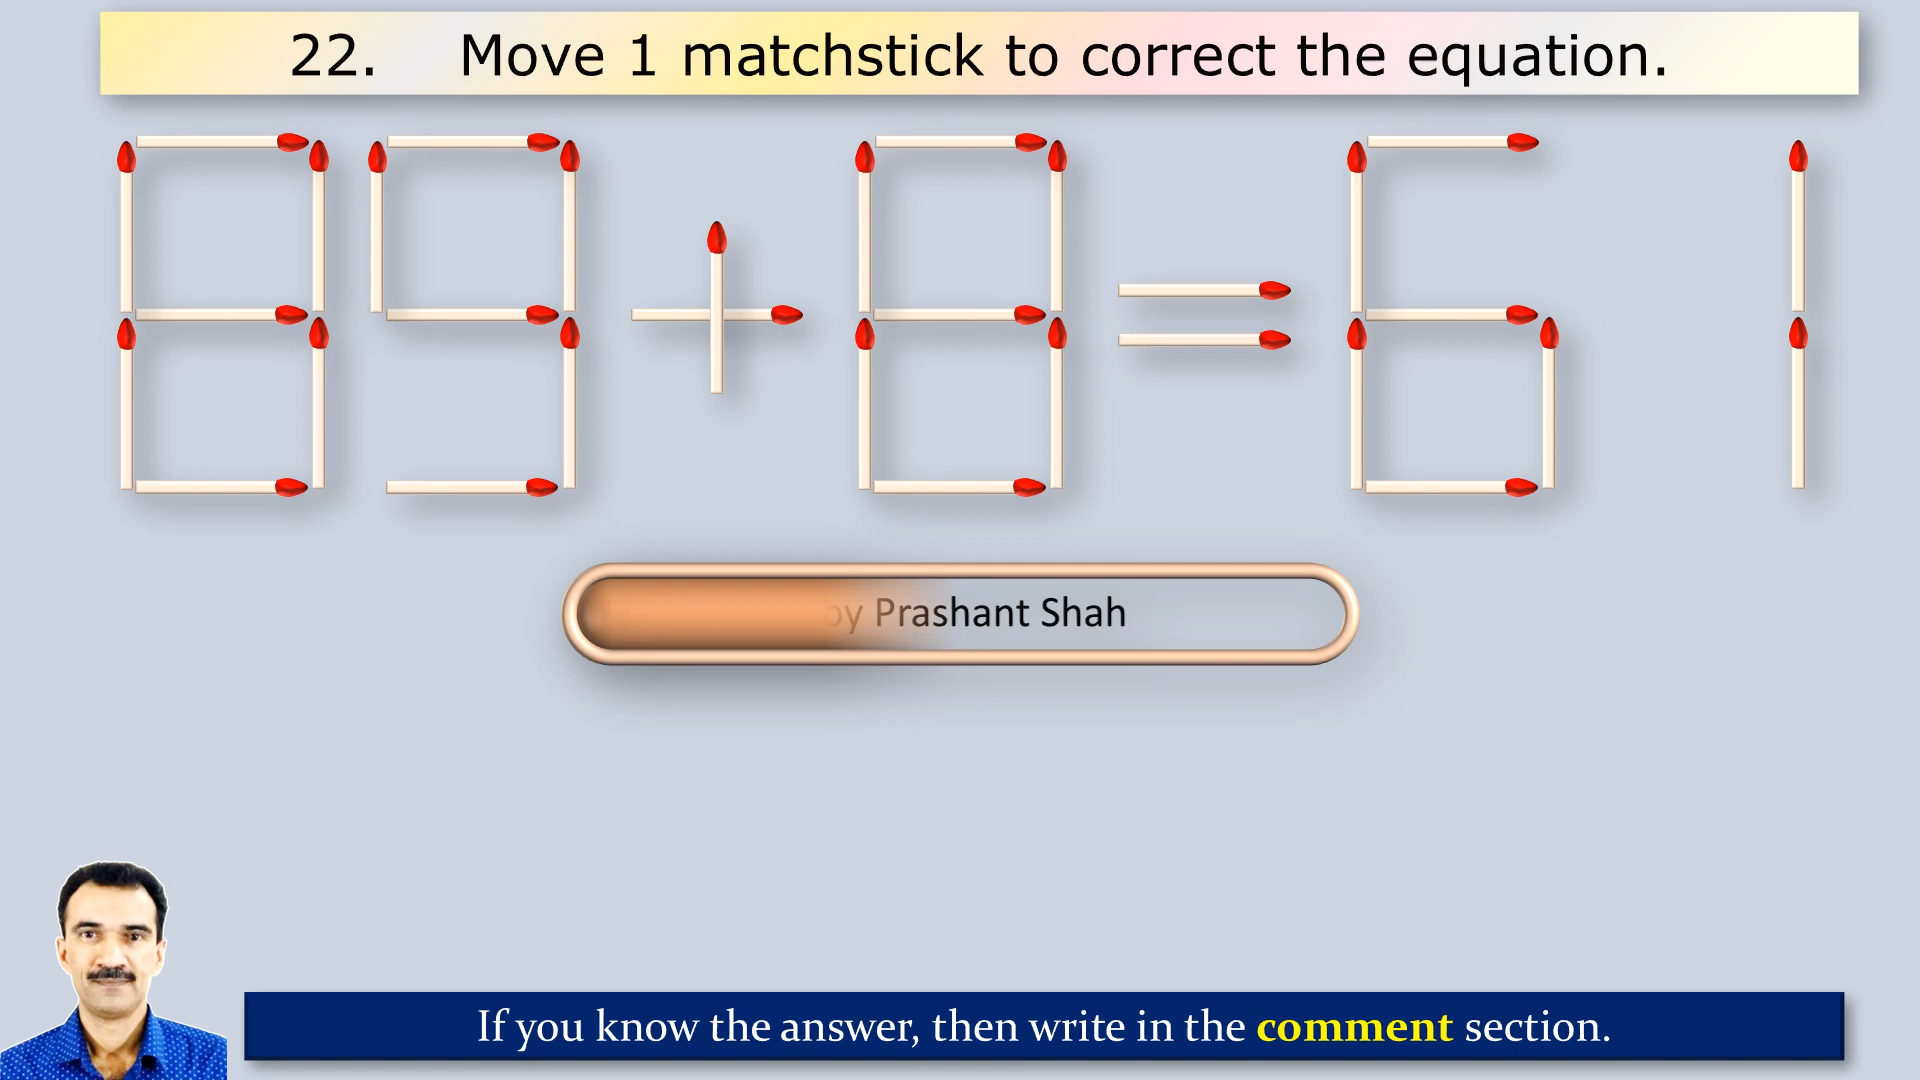 22. Move 1 matchstick to correct the equation.
89+8=61
by Prashant Shah
If you know the answer, then write in the comment section.